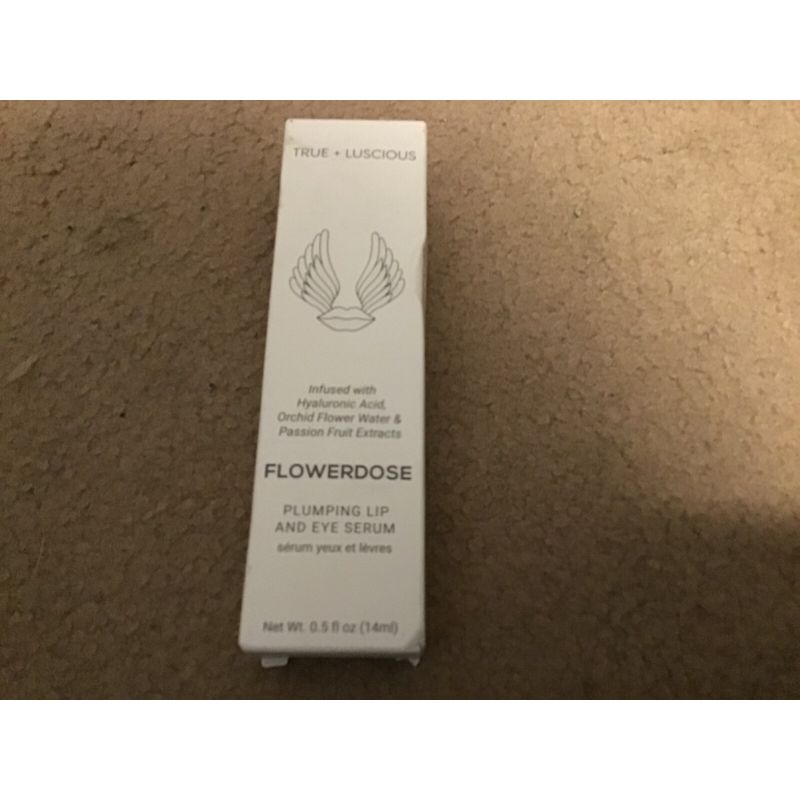 TRUE + LUSCIOUS
Infused with
Hyaluronic Acid,
Orchid Flower Water &
Passion Fruit Extracts
FLOWERDOSE
PLUMPING LIP
AND EYE SERUM
sérum yeux et lèvres
Net Wt. 0.5 fl oz (14ml)